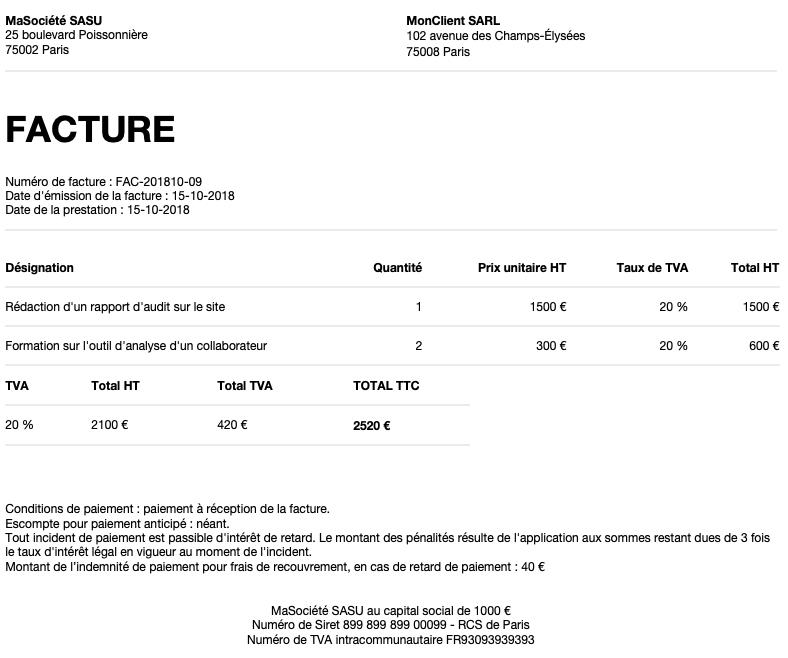 MaSociété SASU
25 boulevard Poissonnière
75002 Paris
MonClient SARL
102 avenue des Champs-Élysées
75008 Paris
FACTURE
Numéro de facture : FAC-201810-09
Date d'émission de la facture : 15-10-2018
Date de la prestation : 15-10-2018
Désignation Quantité Prix unitaire HT Taux de TVA Total HT
Rédaction d'un rapport d'audit sur le site 1 1500 € 20 % 1500 €
Formation sur l'outil d'analyse d'un collaborateur 2 300 € 20 % 600 €
TVA Total HT Total TVA TOTAL TTC
20 % 2100 € 420 € 2520 €
Conditions de paiement : paiement à réception de la facture.
Escompte pour paiement anticipé : néant.
Tout incident de paiement est passible d'intérêt de retard. Le montant des pénalités résulte de l'application aux sommes restant dues de 3 fois
le taux d'intérêt légal en vigueur au moment de l'incident.
Montant de l'indemnité de paiement pour frais de recouvrement, en cas de retard de paiement : 40 €
MaSociété SASU au capital social de 1000 €
Numéro de Siret 899 899 899 00099 - RCS de Paris
Numéro de TVA intracommunautaire FR93093939393